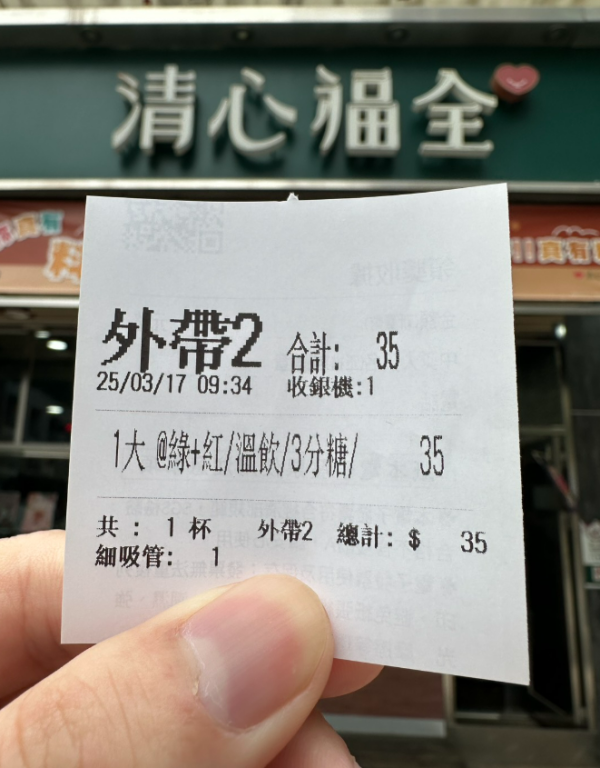 清心福全
外帶2 合計: 35
25/03/17 09:34 收銀機:1
1大 @綠+紅/溫飲/3分糖/ 35
共 : 1 杯 外帶2 總計: $ 35
細吸管: 1